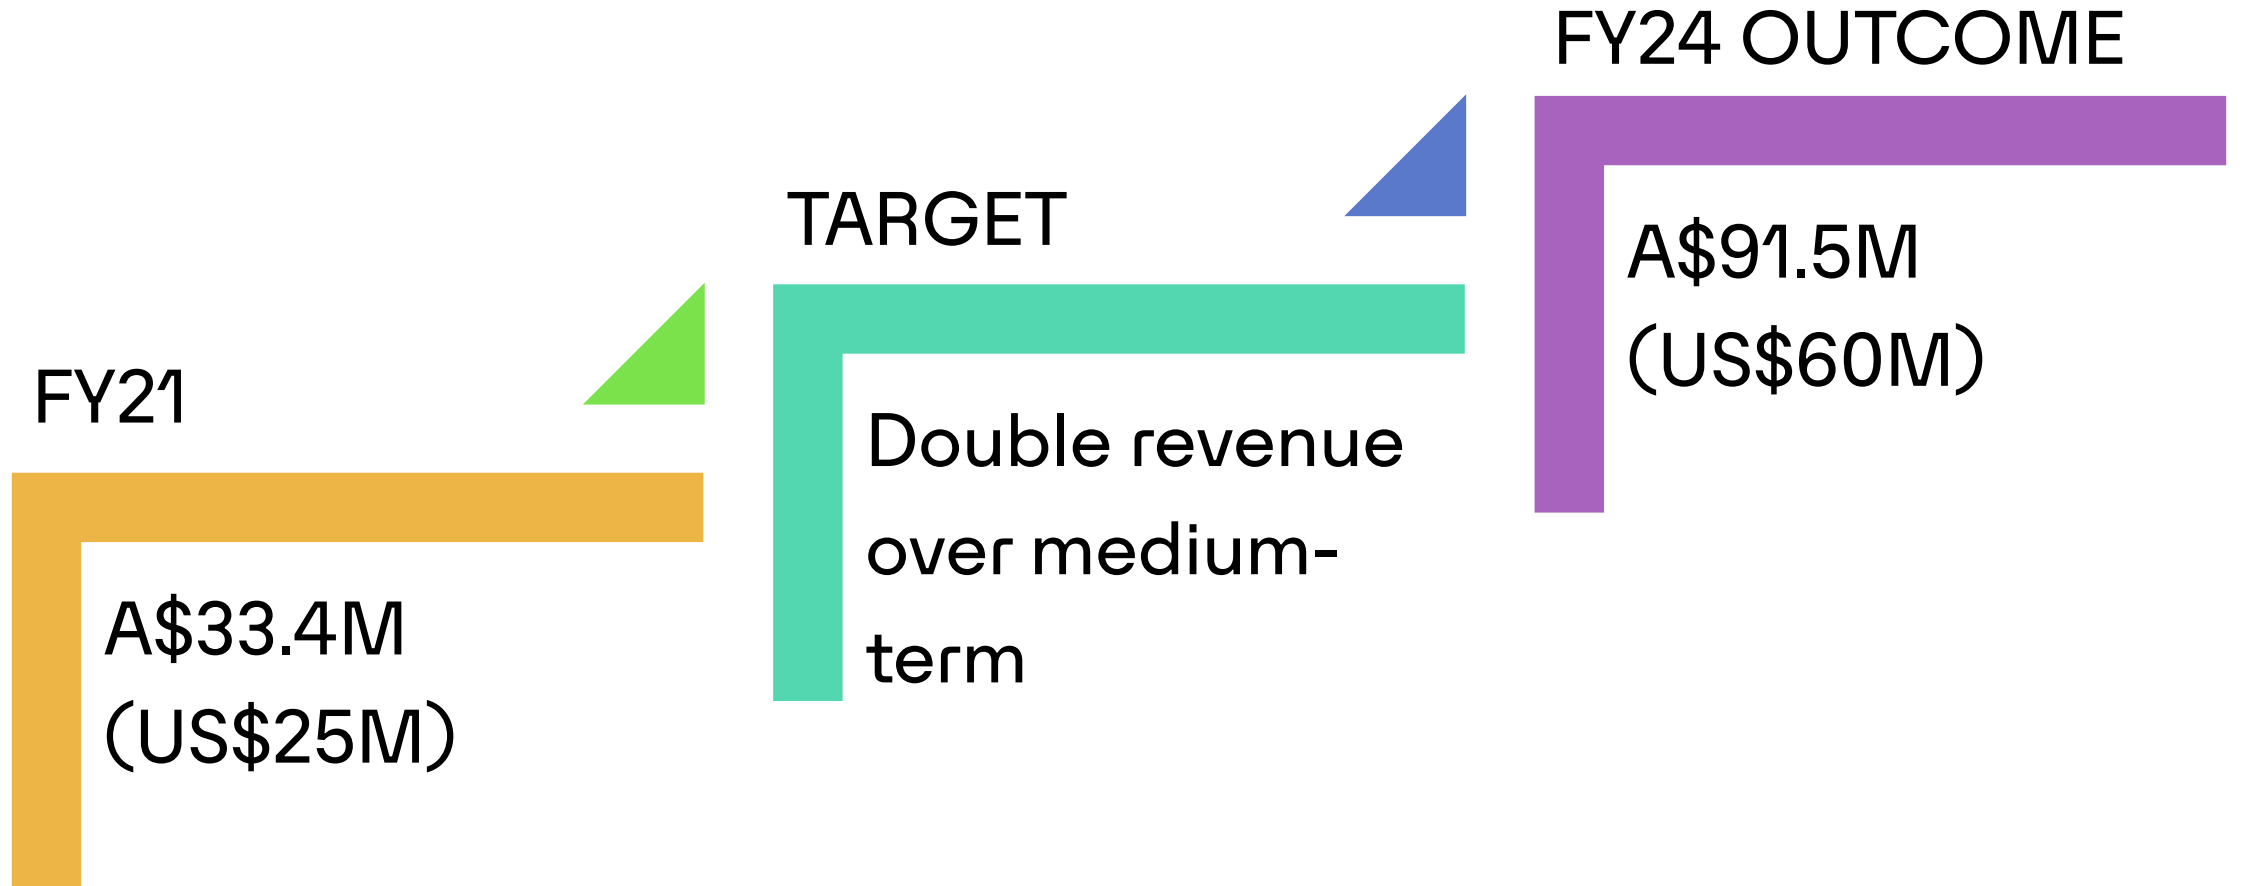 FY21
A$33.4M
(US$25M)
TARGET
Double revenue
over medium-
term
FY24 OUTCOME
A$91.5M
(US$60M)